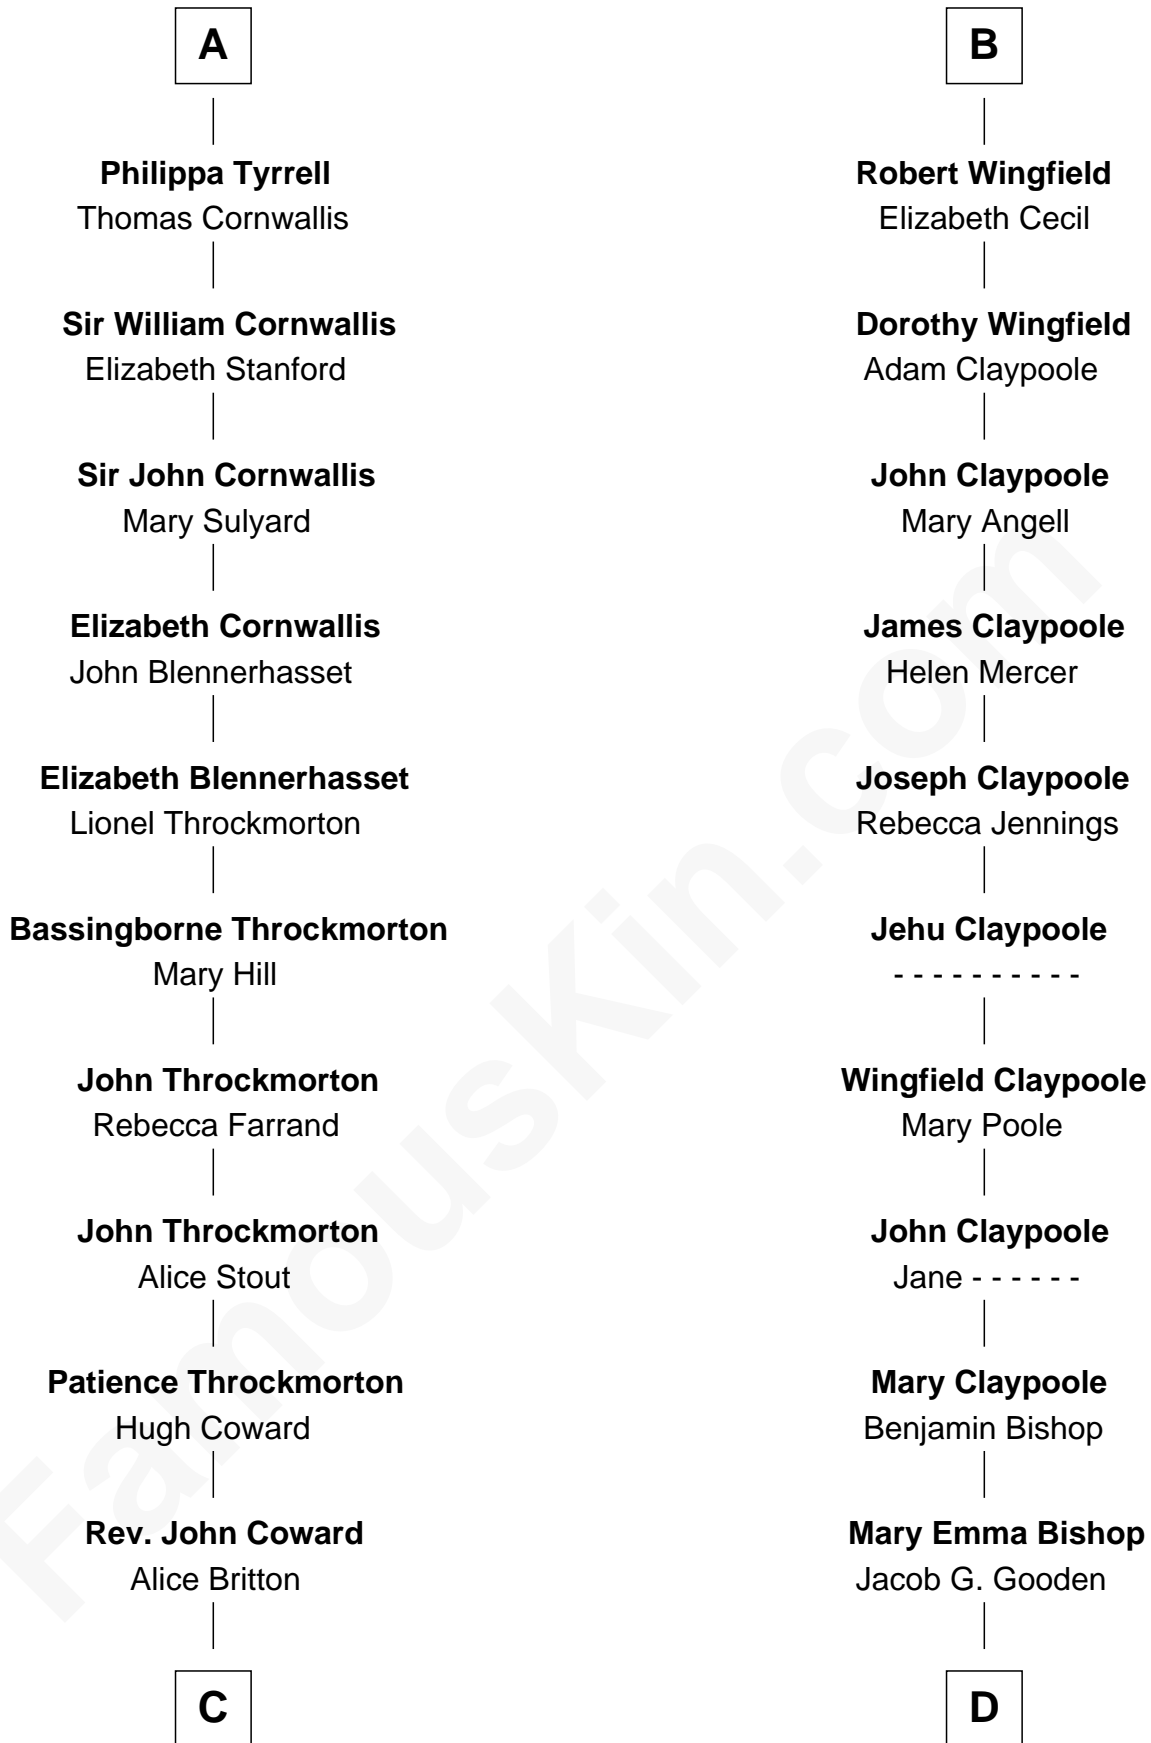 A
Philippa Tyrrell
Thomas Cornwallis
Sir William Cornwallis
Elizabeth Stanford
Sir John Cornwallis
Mary Sulyard
Elizabeth Cornwallis
John Blennerhasset
Elizabeth Blennerhasset
Lionel Throckmorton
Bassingborne Throckmorton
Mary Hill
John Throckmorton
Rebecca Farrand
John Throckmorton
Alice Stout
Patience Throckmorton
Hugh Coward
Rev. John Coward
Alice Britton
C
B
Robert Wingfield
Elizabeth Cecil
Dorothy Wingfield
Adam Claypoole
John Claypoole
Mary Angell
James Claypoole
Helen Mercer
Joseph Claypoole
Rebecca Jennings
Jehu Claypoole
- - - - - - - - - -
Wingfield Claypoole
Mary Poole
John Claypoole
Jane - - - - - -
Mary Claypoole
Benjamin Bishop
Mary Emma Bishop
Jacob G. Gooden
D
FamousKin.com